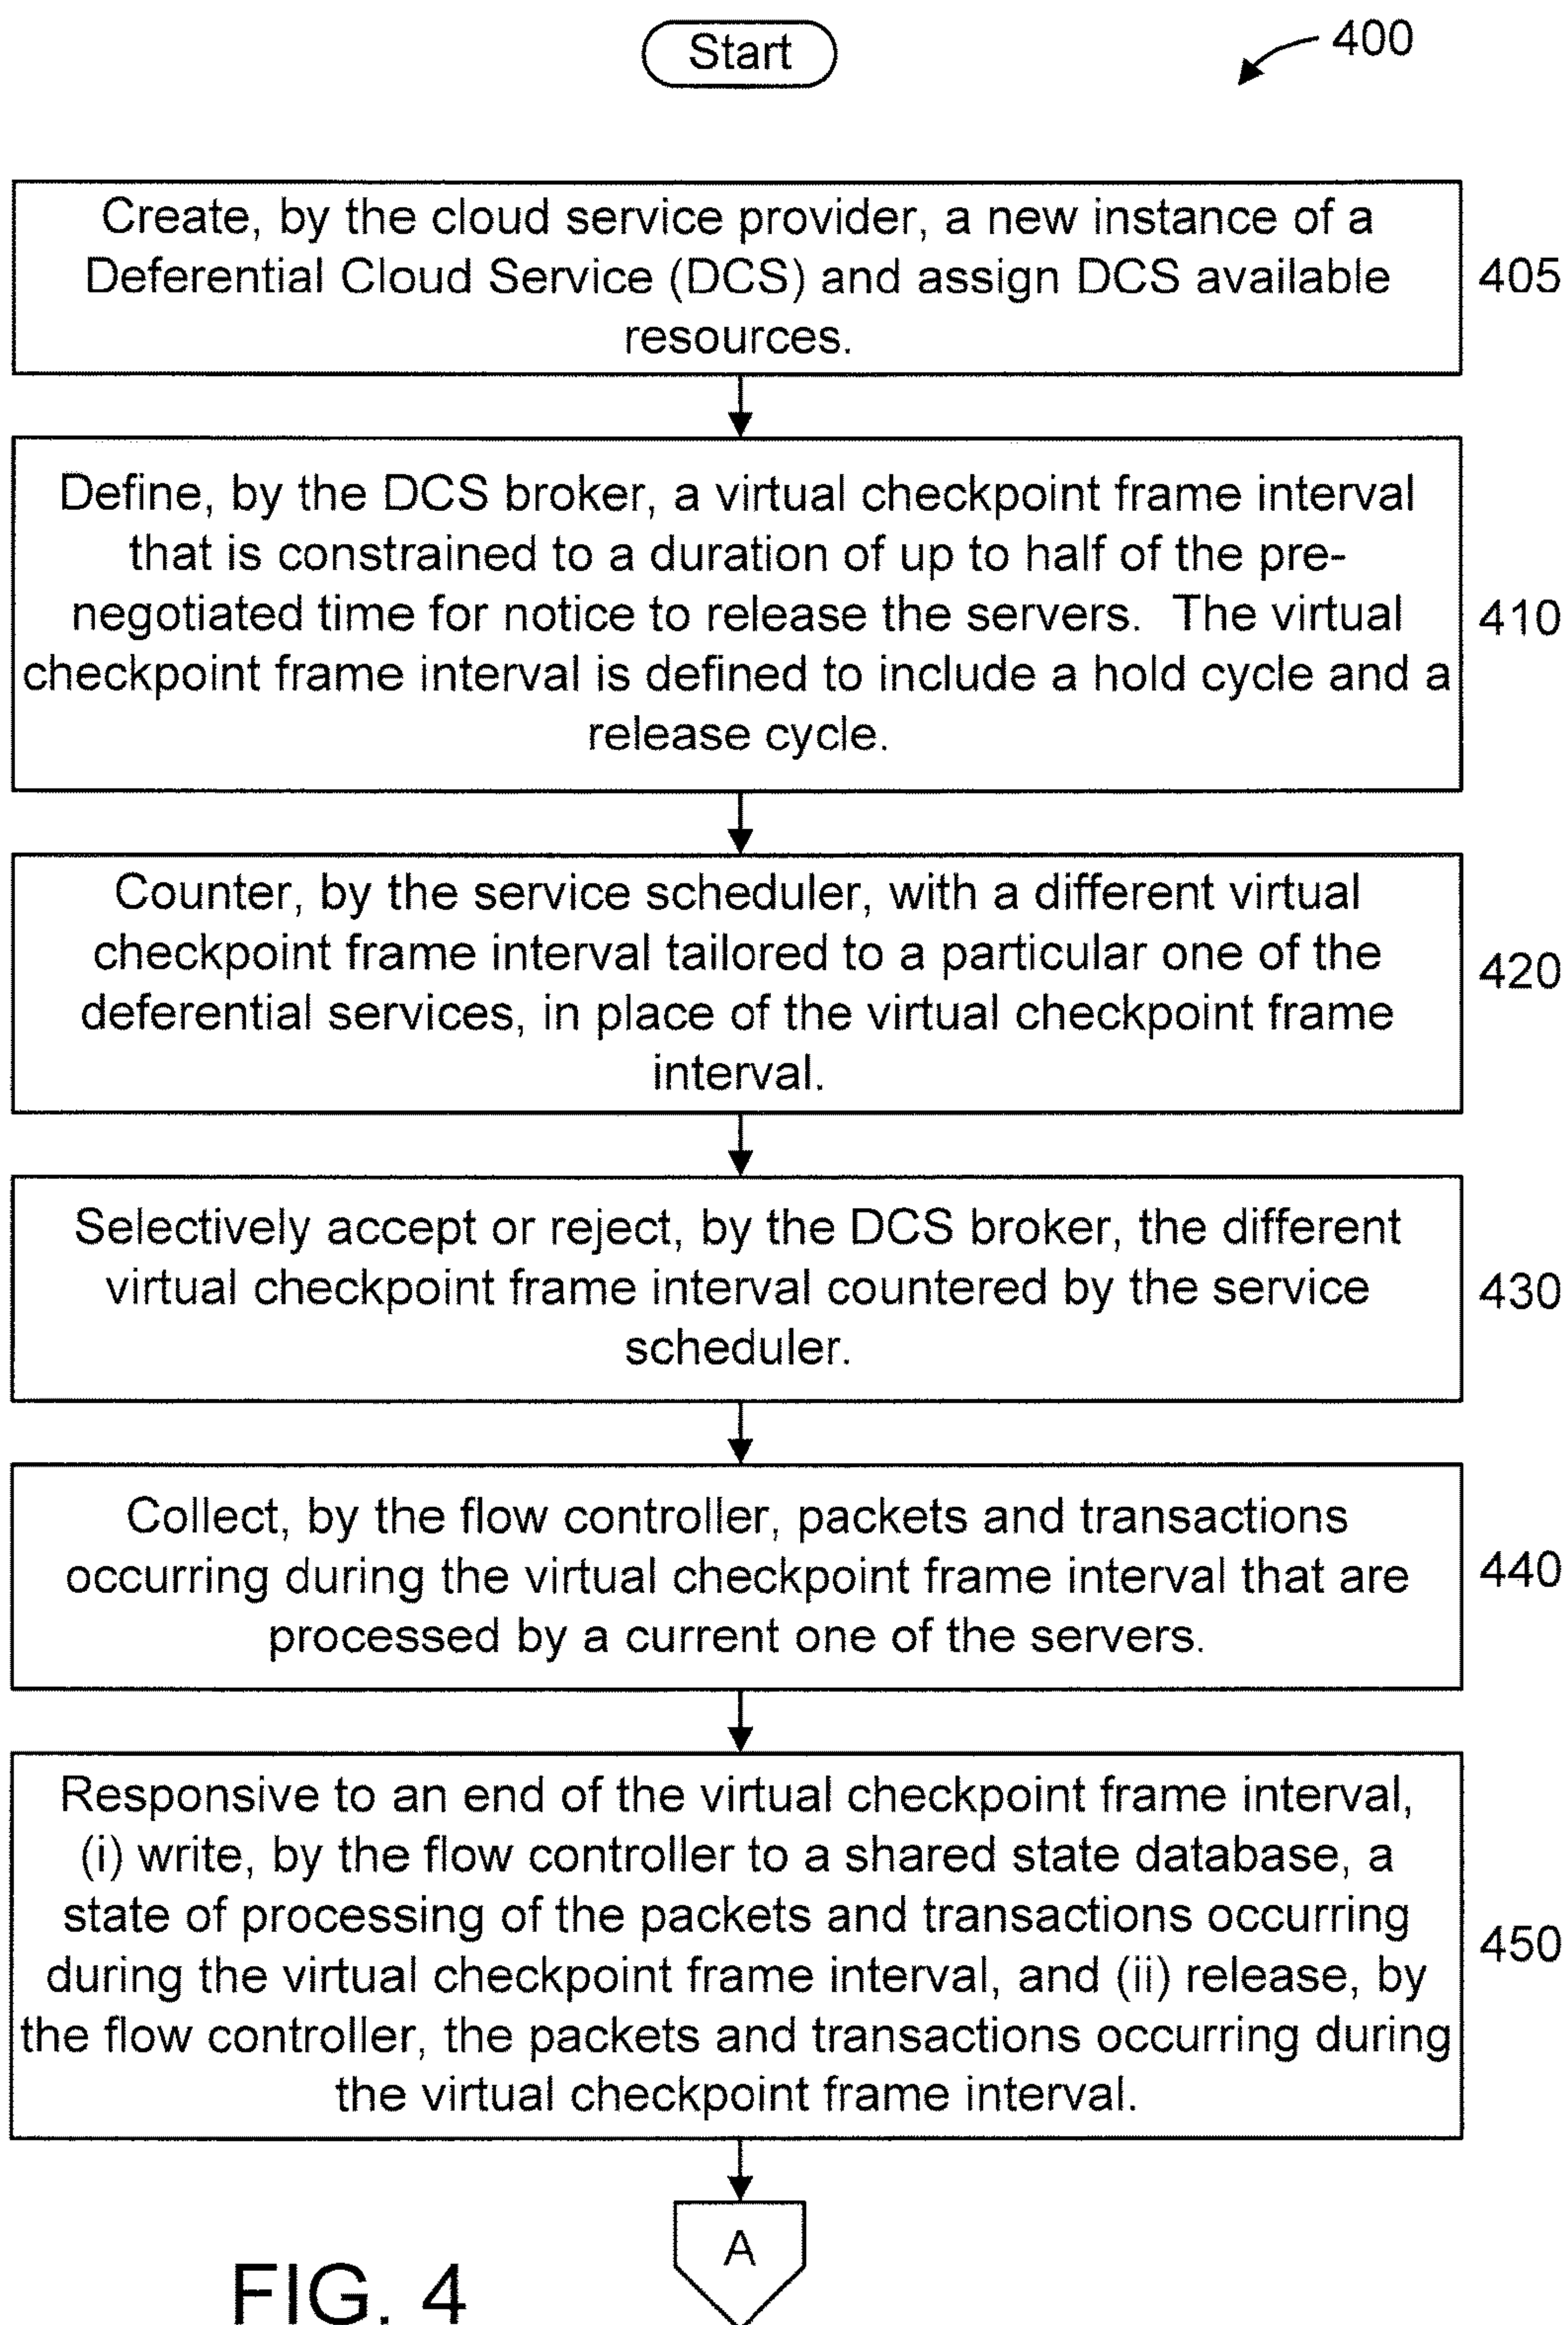 Start
400
Create, by the cloud service provider, a new instance of a
Deferential Cloud Service (DCS) and assign DCS available
resources.
405
Define, by the DCS broker, a virtual checkpoint frame interval
that is constrained to a duration of up to half of the pre-
negotiated time for notice to release the servers. The virtual
checkpoint frame interval is defined to include a hold cycle and a
release cycle.
410
Counter, by the service scheduler, with a different virtual
checkpoint frame interval tailored to a particular one of the
deferential services, in place of the virtual checkpoint frame
interval.
420
Selectively accept or reject, by the DCS broker, the different
virtual checkpoint frame interval countered by the service
scheduler.
430
Collect, by the flow controller, packets and transactions
occurring during the virtual checkpoint frame interval that are
processed by a current one of the servers.
440
Responsive to an end of the virtual checkpoint frame interval,
(i) write, by the flow controller to a shared state database, a
state of processing of the packets and transactions occurring
during the virtual checkpoint frame interval, and (ii) release, by
the flow controller, the packets and transactions occurring during
the virtual checkpoint frame interval.
450
A
FIG. 4